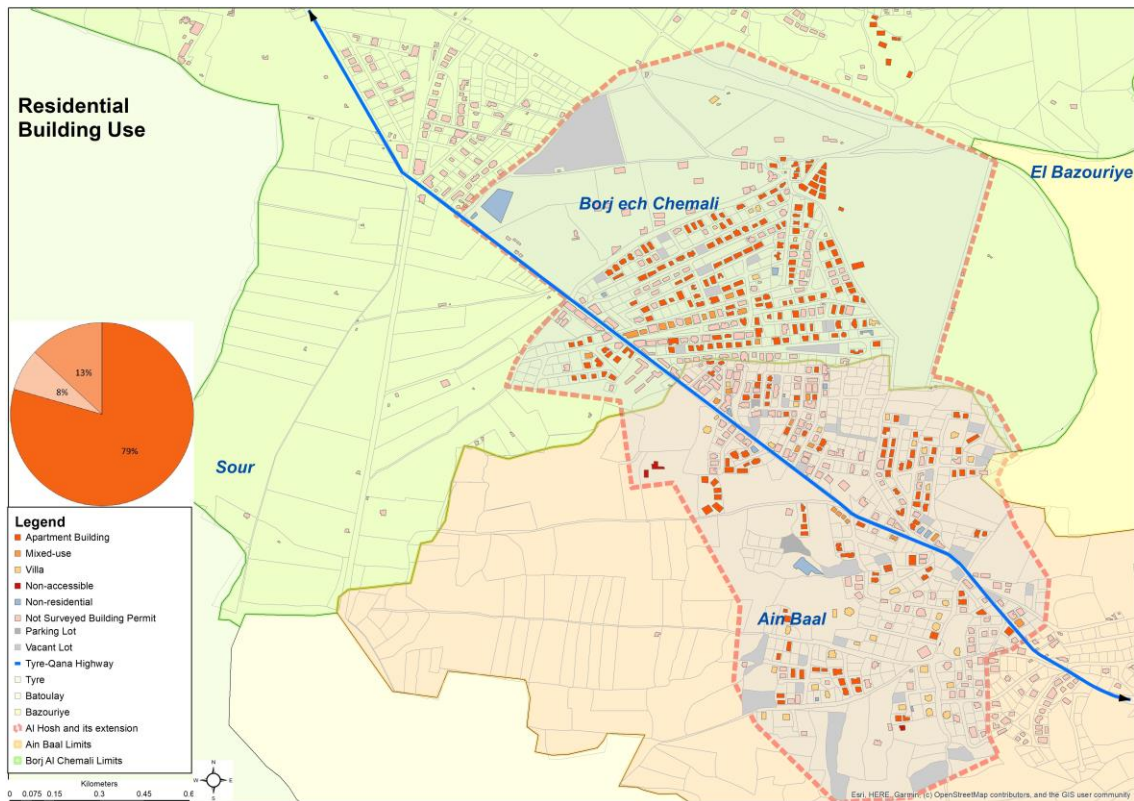 Residential
Building Use
El Bazouriye
Borj ech Chemali
13%
8%
79%
Sour
Ain Baal
Legend
Apartment Building
Mixed-use
Villa
Non-accessible
Non-residential
Not Surveyed Building Permit
Parking Lot
Vacant Lot
Tyre-Qana Highway
Tyre
Batoulay
Bazouriye
Al Hosh and its extension
Ain Baal Limits
Borj Al Chemali Limits
Kilometers
0 0.075 0.15 0.3 0.45 0.6
N
W E
S
Esri, HERE, Garmin, (c) OpenStreetMap contributors, and the GIS user community